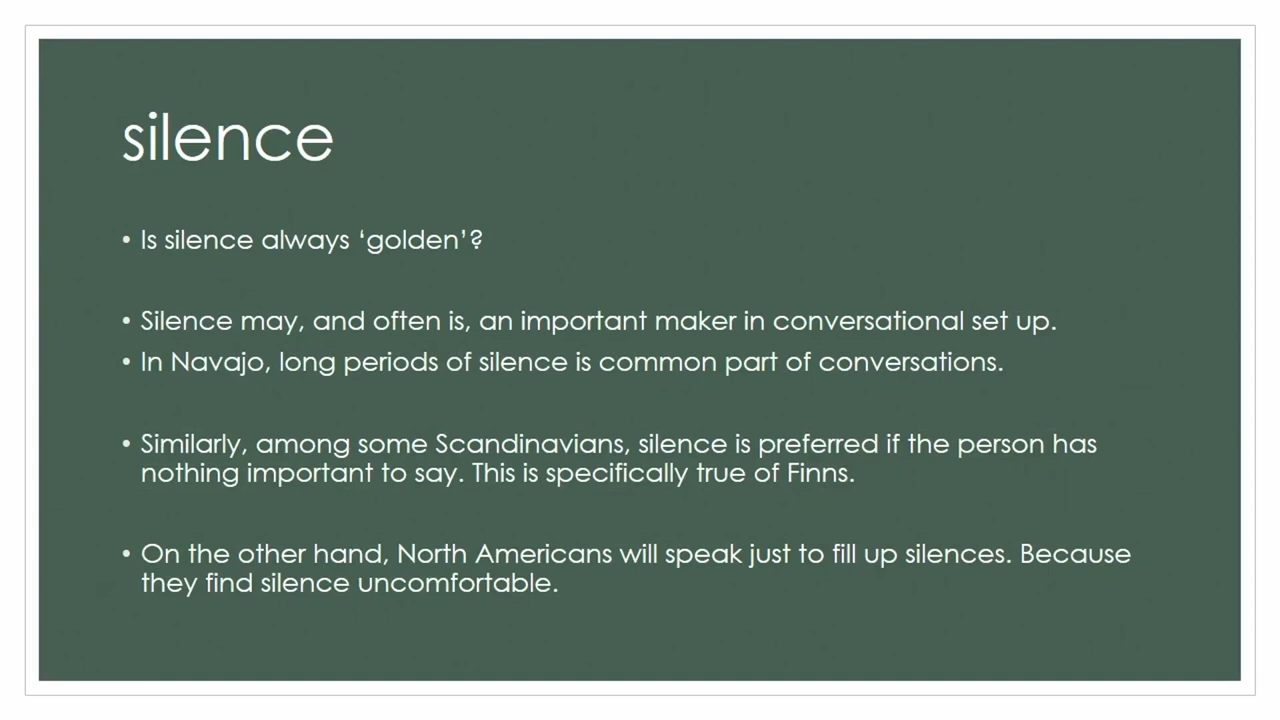 silence
• Is silence always ‘golden’?
• Silence may, and often is, an important maker in conversational set up.
• In Navajo, long periods of silence is common part of conversations.
• Similarly, among some Scandinavians, silence is preferred if the person has
nothing important to say. This is specifically true of Finns.
• On the other hand, North Americans will speak just to fill up silences. Because
they find silence uncomfortable.